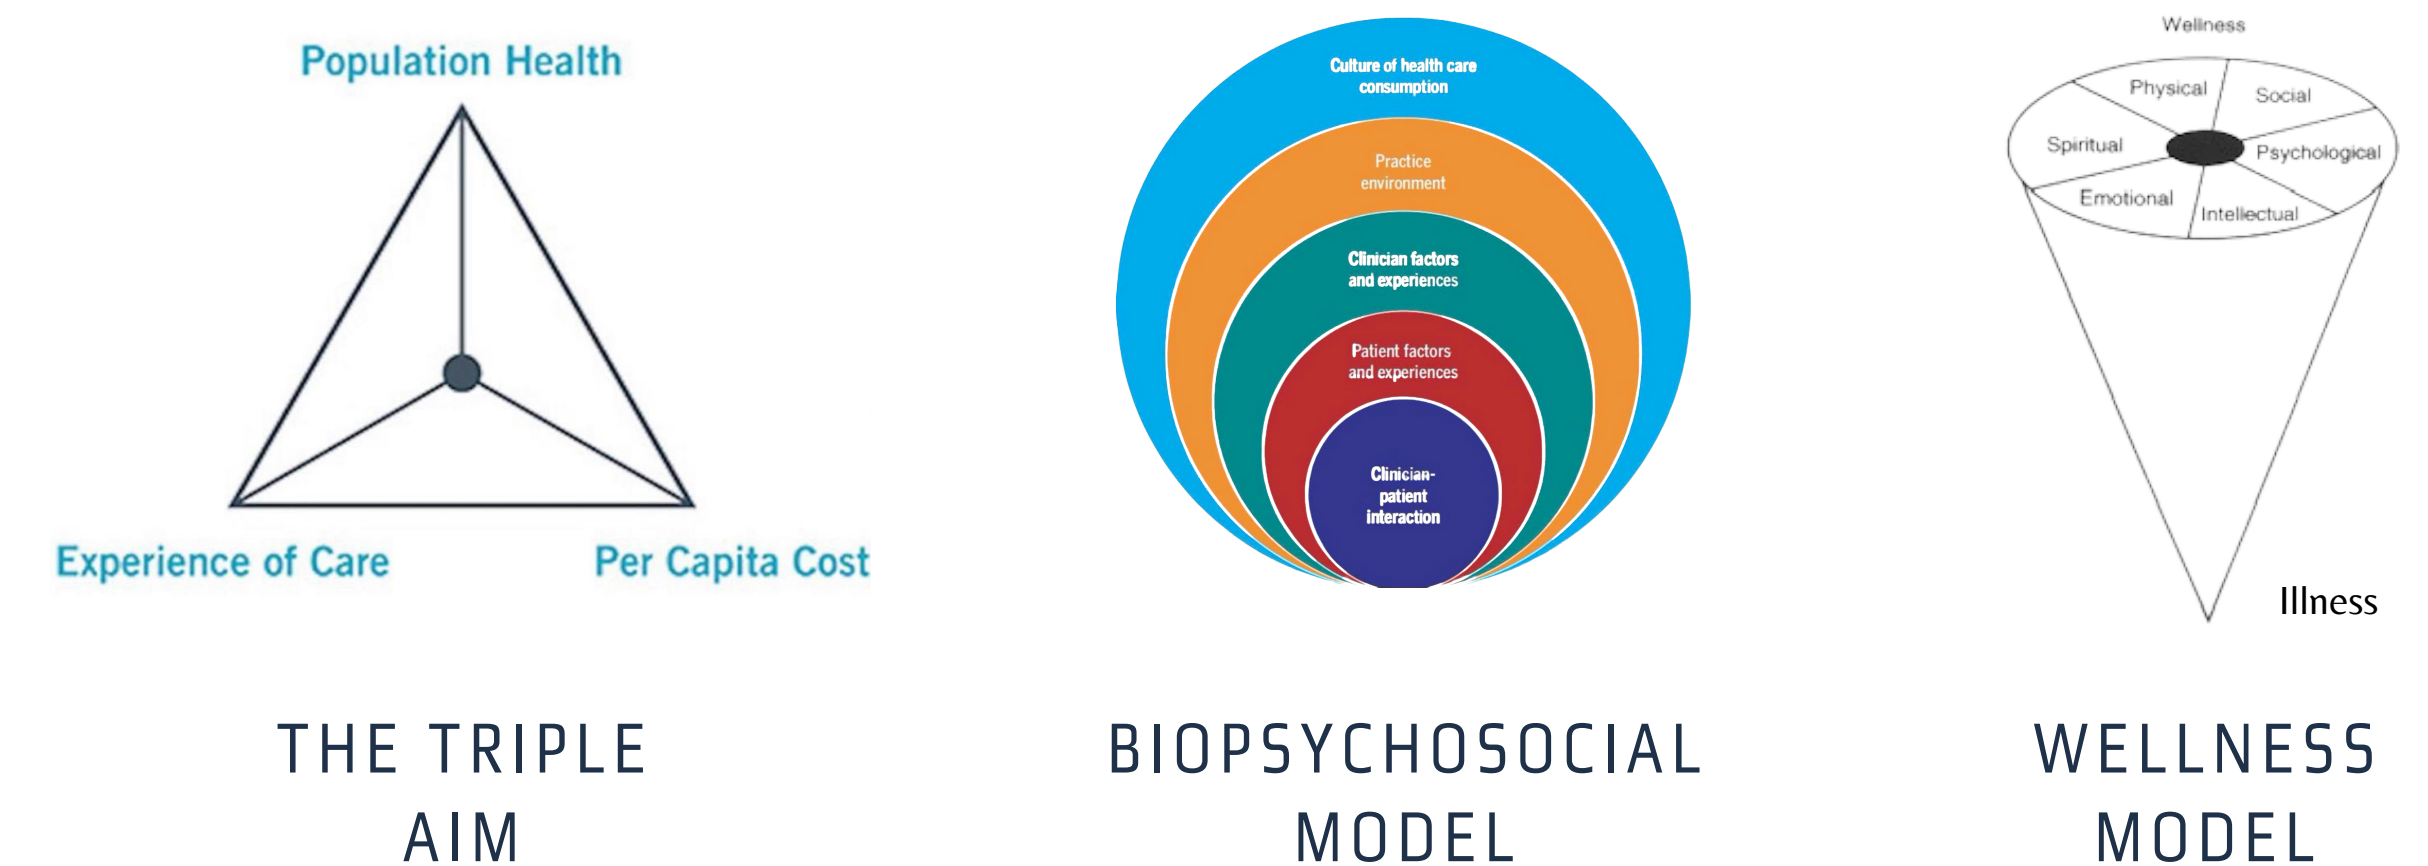 Population Health
Experience of Care
Per Capita Cost
THE TRIPLE
AIM
Culture of health care
consumption
Practice
environment
Clinician factors
and experiences
Patient factors
and experiences
Clinician-
patient
interaction
BIOPSYCHOSOCIAL
MODEL
Wellness
Physical
Social
Spiritual
Psychological
Emotional
Intellectual
Illness
WELLNESS
MODEL